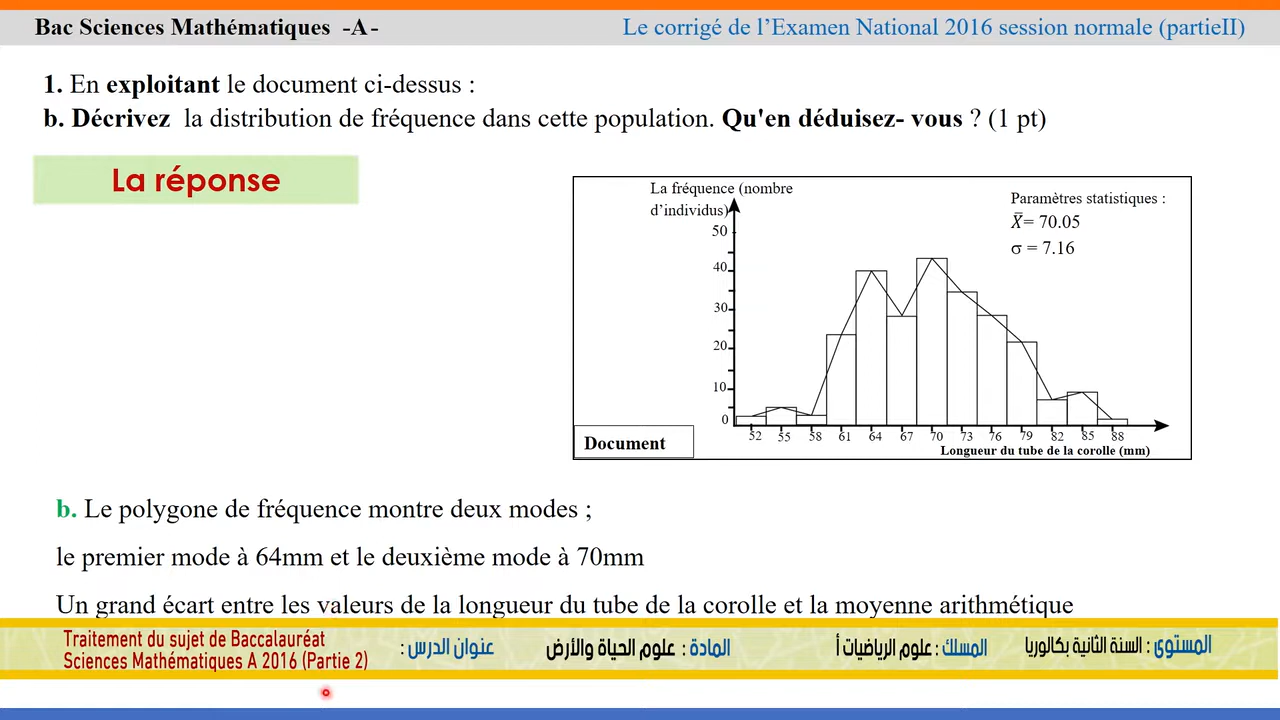 Bac Sciences Mathématiques -A-
Le corrigé de l'Examen National 2016 session normale (partieII)
1. En exploitant le document ci-dessus :
b. Décrivez la distribution de fréquence dans cette population. Qu'en déduisez- vous ? (1 pt)
La réponse
La fréquence (nombre
d'individus)
Paramètres statistiques :
X̄= 70.05
σ = 7.16
50
40
30
20
10
0
52 55 58 61 64 67 70 73 76 79 82 85 88
Longueur du tube de la corolle (mm)
Document
b. Le polygone de fréquence montre deux modes ;
le premier mode à 64mm et le deuxième mode à 70mm
Un grand écart entre les valeurs de la longueur du tube de la corolle et la moyenne arithmétique
المستوى : السنة الثانية بكالوريا
المسلك : علوم الرياضيات أ
المادة : علوم الحياة والأرض
عنوان الدرس :
Traitement du sujet de Baccalauréat
Sciences Mathématiques A 2016 (Partie 2)